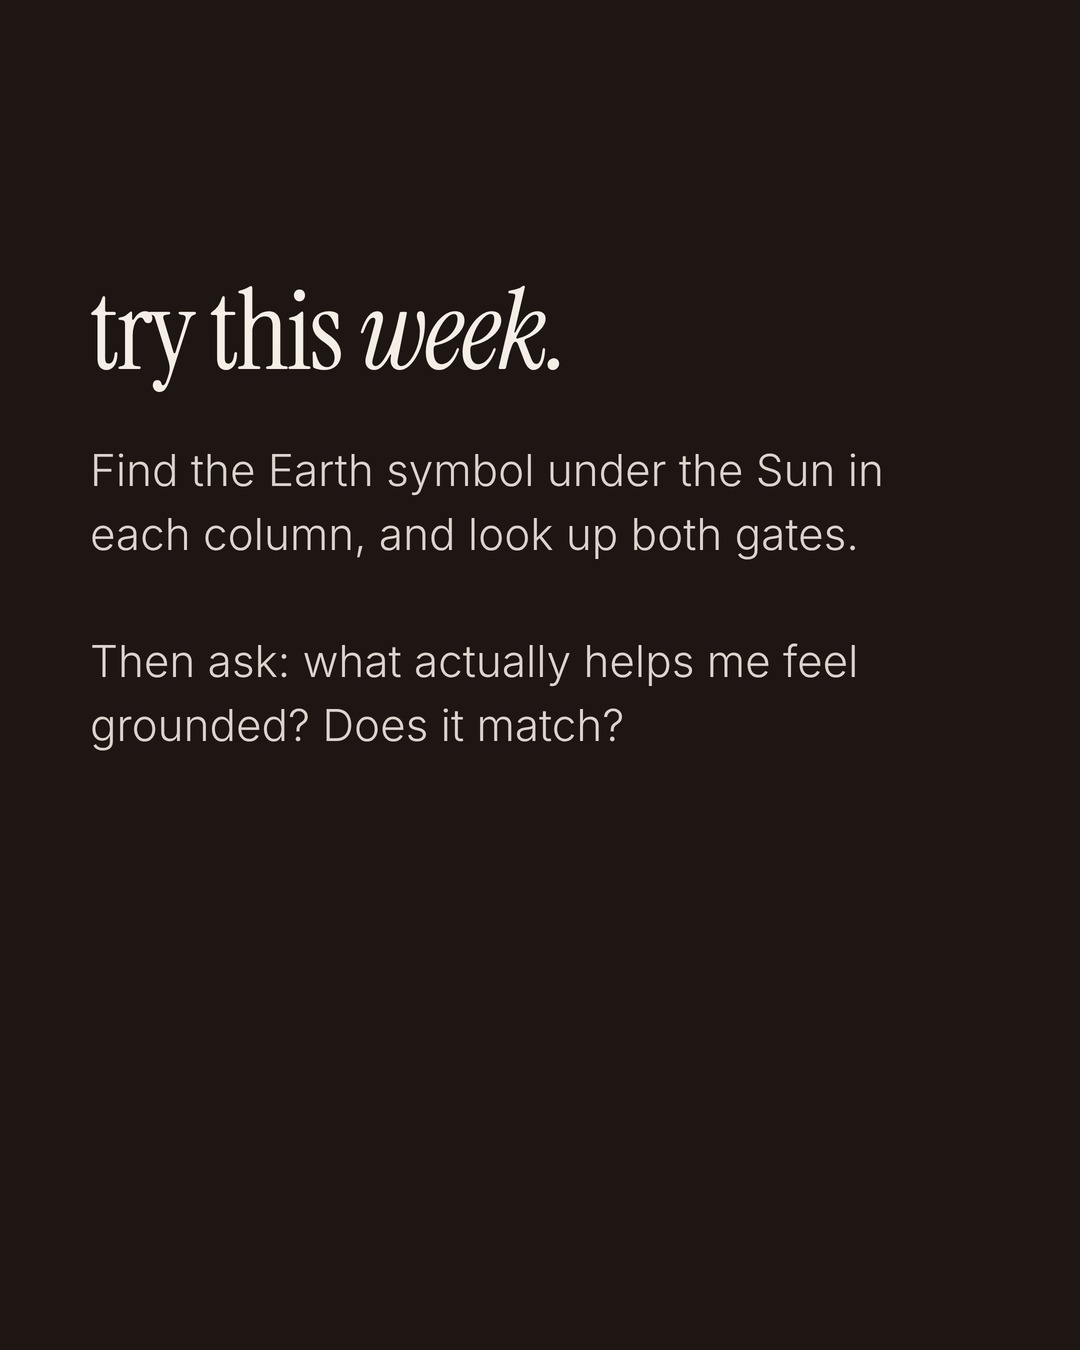 try this week.
Find the Earth symbol under the Sun in
each column, and look up both gates.
Then ask: what actually helps me feel
grounded? Does it match?